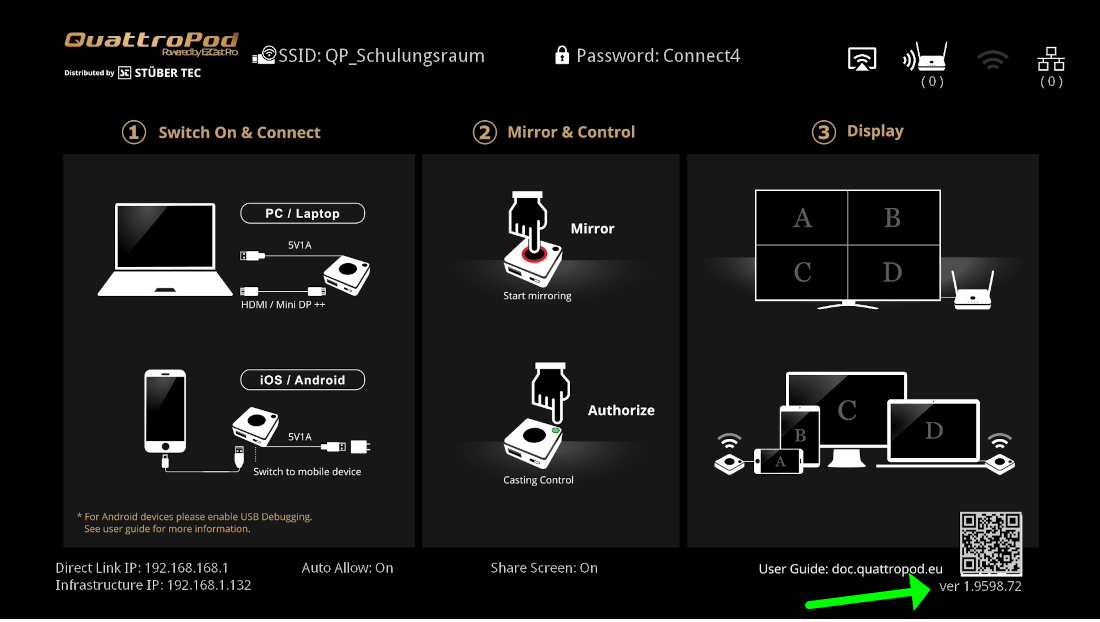 QuattroPod
Powered by EZCast Pro
Distributed by STÜBER TEC
SSID: QP_Schulungsraum
Password: Connect4
(0)
(0)
1 Switch On & Connect
PC / Laptop
5V1A
HDMI / Mini DP ++
iOS / Android
5V1A
Switch to mobile device
* For Android devices please enable USB Debugging.
See user guide for more information.
2 Mirror & Control
Mirror
Start mirroring
Authorize
Casting Control
3 Display
A B
C D
C
B
D
A
Direct Link IP: 192.168.168.1
Infrastructure IP: 192.168.1.132
Auto Allow: On
Share Screen: On
User Guide: doc.quattropod.eu
ver 1.9598.72